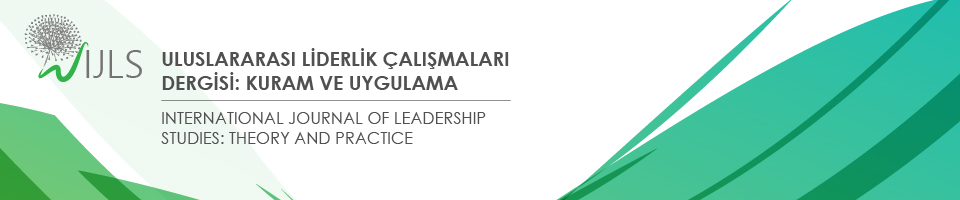 IJLS
ULUSLARARASI LİDERLİK ÇALIŞMALARI
DERGİSİ: KURAM VE UYGULAMA
INTERNATIONAL JOURNAL OF LEADERSHIP
STUDIES: THEORY AND PRACTICE